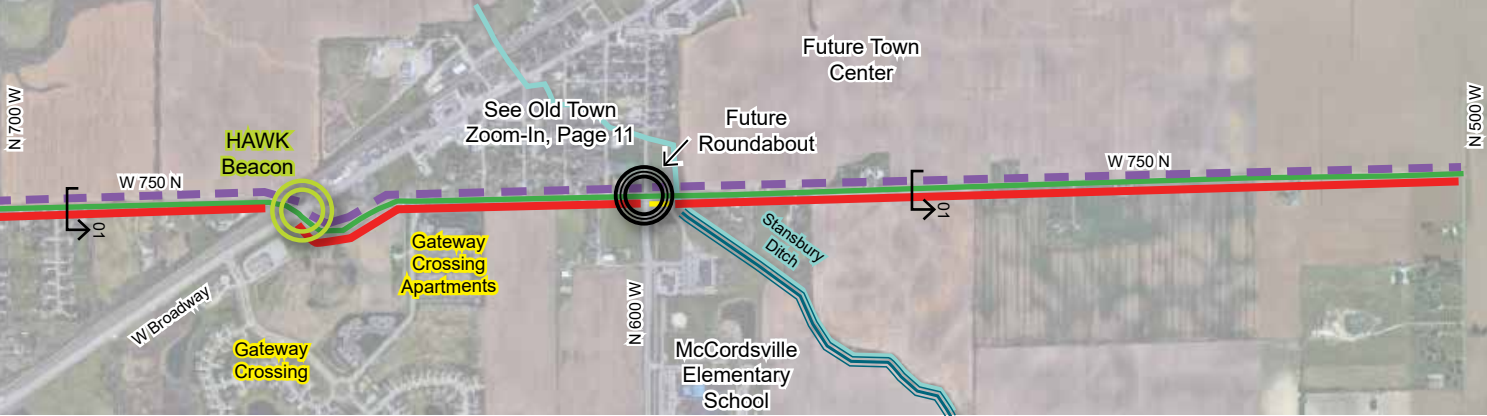 Future Town
Center
N 700 W
N 500 W
See Old Town
Zoom-In, Page 11
Future
Roundabout
HAWK
Beacon
W 750 N
W 750 N
01
01
Stansbury
Ditch
Gateway
Crossing
Apartments
W Broadway
N 600 W
Gateway
Crossing
McCordsville
Elementary
School